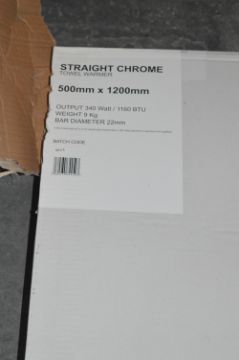 STRAIGHT CHROME
TOWEL WARMER
500mm x 1200mm
OUTPUT 340 Watt / 1160 BTU
WEIGHT 9 Kg
BAR DIAMETER 22mm
BATCH CODE